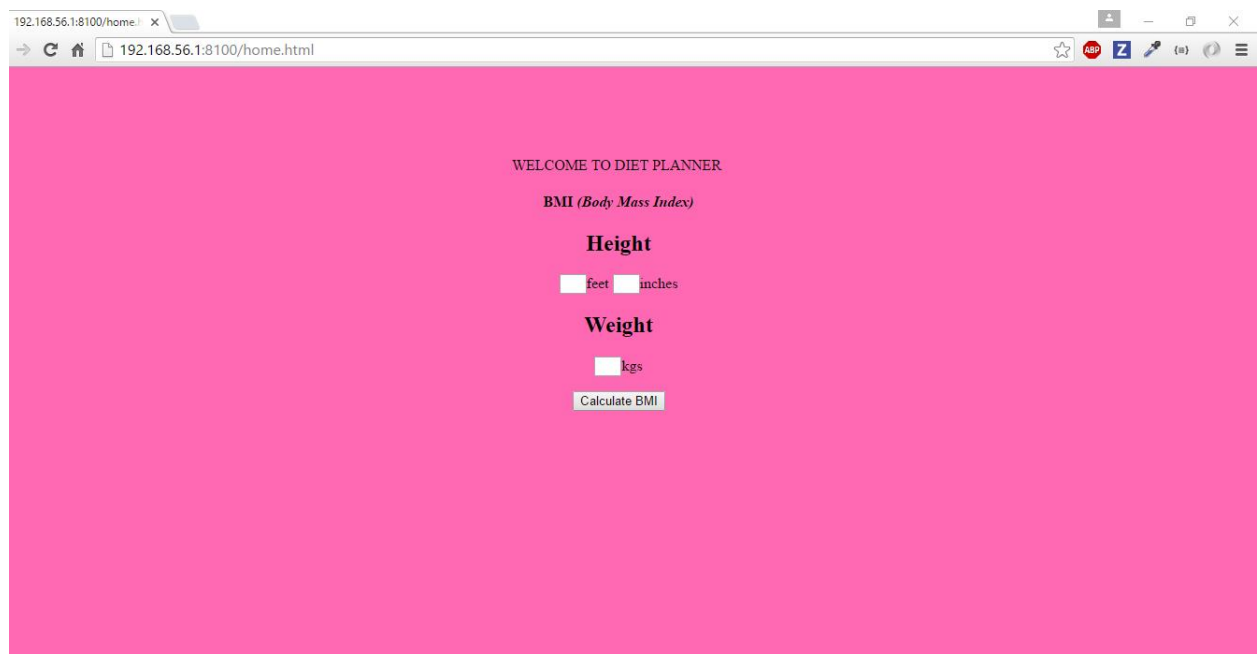 192.168.56.1:8100/home.h
192.168.56.1:8100/home.html
ABP
Z
WELCOME TO DIET PLANNER
BMI (Body Mass Index)
Height
feet inches
Weight
kgs
Calculate BMI